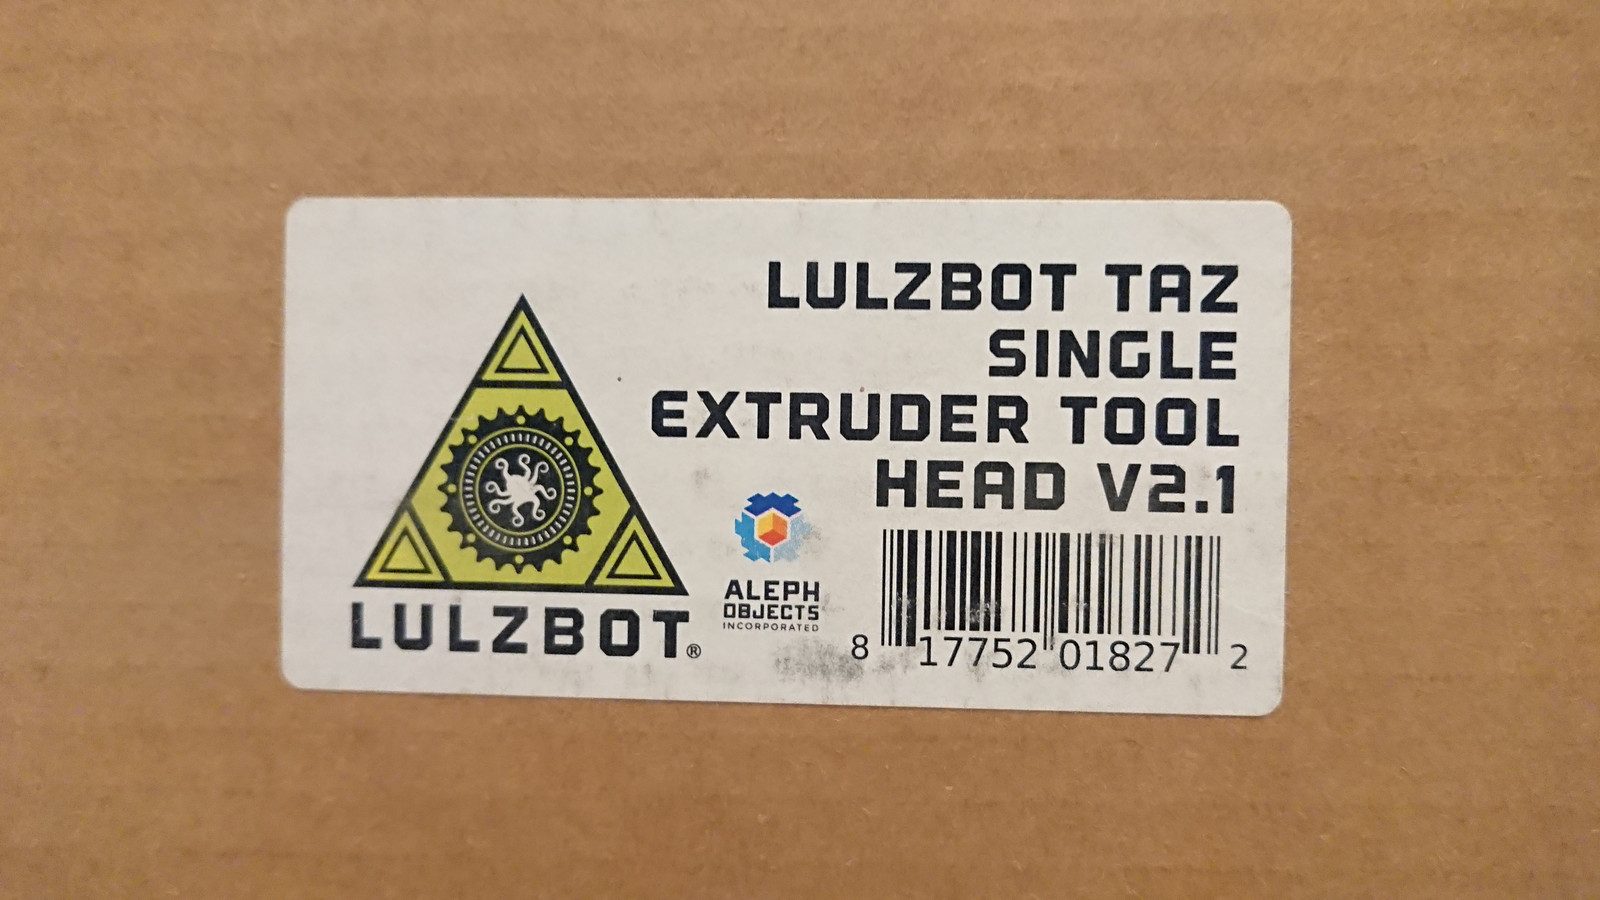 LULZBOT TAZ
SINGLE
EXTRUDER TOOL
HEAD V2.1
LULZBOT®
ALEPH
OBJECTS
INCORPORATED
8 17752 01827 2